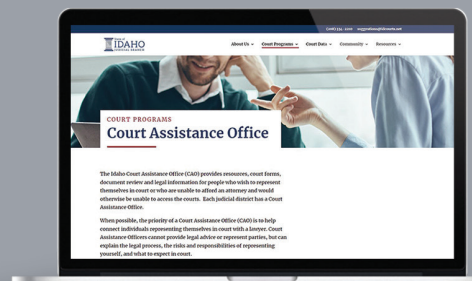 State of
IDAHO
JUDICIAL BRANCH
About Us
Court Programs
Court Data
Community
Resources
COURT PROGRAMS
Court Assistance Office
The Idaho Court Assistance Office (CAO) provides resources, court forms,
document review and legal information for people who wish to represent
themselves in court or who are unable to afford an attorney and would
otherwise be unable to access the courts. Each judicial district has a Court
Assistance Office.
When possible, the priority of a Court Assistance Office (CAO) is to help
connect individuals representing themselves in court with a lawyer. Court
Assistance Officers cannot provide legal advice or represent parties, but can
explain the legal process, the risks and responsibilities of representing
yourself, and what to expect in court.